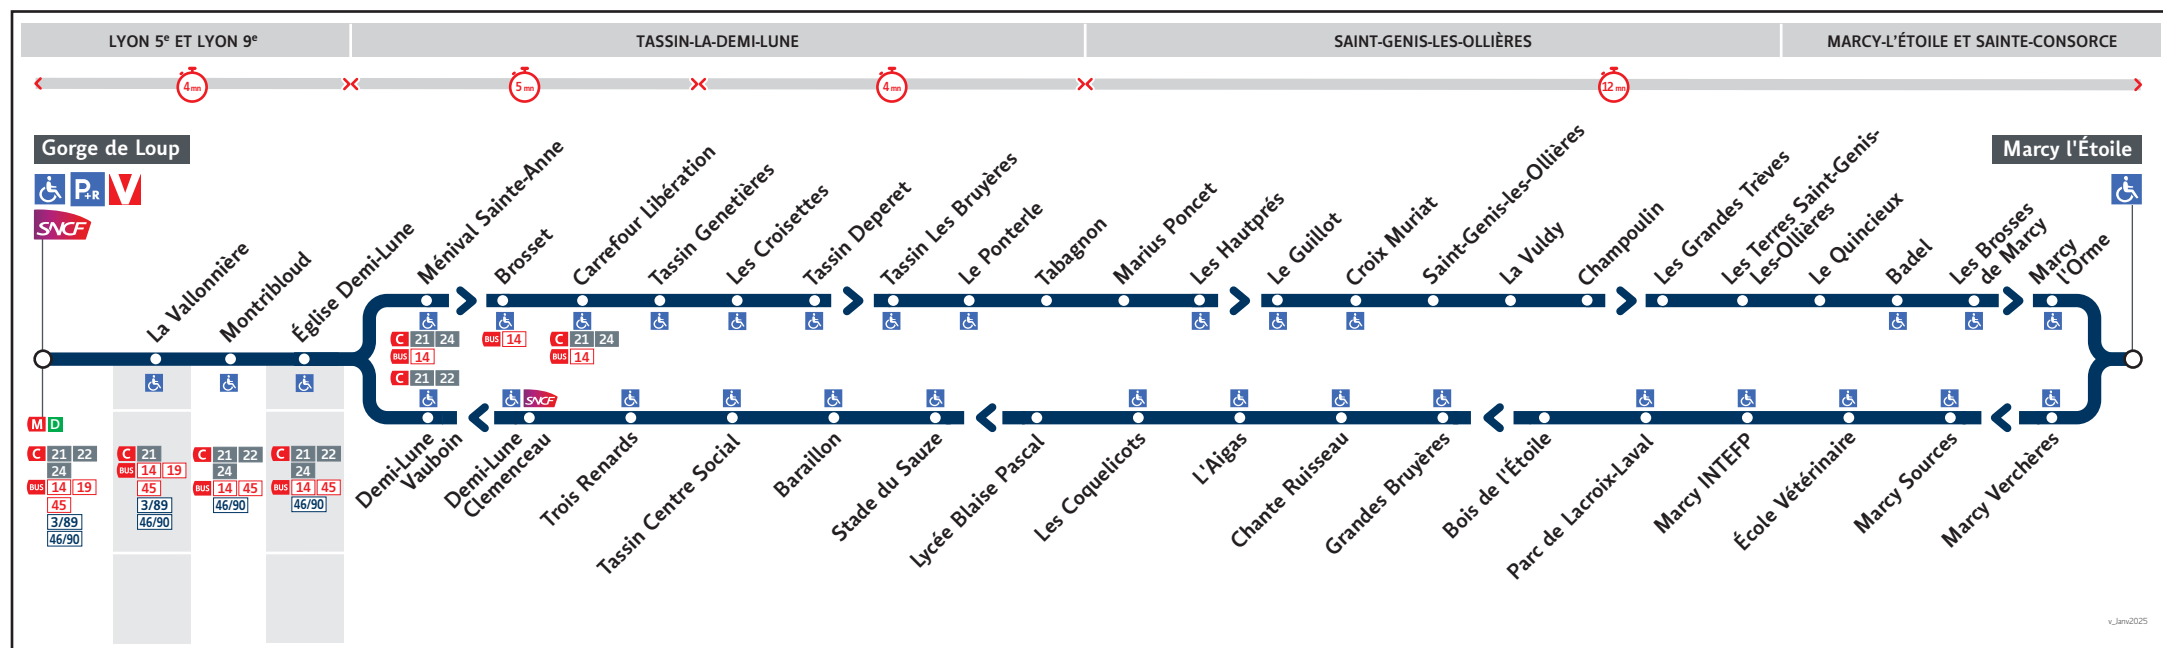 LYON 5e ET LYON 9e
TASSIN-LA-DEMI-LUNE
SAINT-GENIS-LES-OLLIÈRES
MARCY-L'ÉTOILE ET SAINTE-CONSORCE
4 mn
5 mn
4 mn
12 mn
Gorge de Loup
P+R
V
SNCF
Marcy l'Étoile
La Vallonnière
Montribloud
Église Demi-Lune
Ménival Sainte-Anne
Brosset
Carrefour Libération
Tassin Genetières
Les Croisettes
Tassin Deperet
Tassin Les Bruyères
Le Ponterle
Tabagnon
Marius Poncet
Les Hautprés
Le Guillot
Croix Muriat
Saint-Genis-les-Ollières
La Vuldy
Champoulin
Les Grandes Trèves
Les Terres Saint-Genis-
Les-Ollières
Le Quincieux
Badel
Les Brosses
de Marcy
Marcy
l'Orme
C 21 24
BUS 14
BUS 14
C 21 24
BUS 14
C 21 22
SNCF
Demi-Lune
Vauboin
Demi-Lune
Clemenceau
Trois Renards
Tassin Centre Social
Baraillon
Stade du Sauze
Lycée Blaise Pascal
Les Coquelicots
L'Aigas
Chante Ruisseau
Grandes Bruyères
Bois de l'Étoile
Parc de Lacroix-Laval
Marcy INTEFP
École Vétérinaire
Marcy Sources
Marcy Verchères
M D
C 21 22
24
BUS 14 19
45
3/89
46/90
C 21
BUS 14 19
45
3/89
46/90
C 21 22
24
BUS 14 45
46/90
C 21 22
24
BUS 14 45
46/90
v_Janv2025